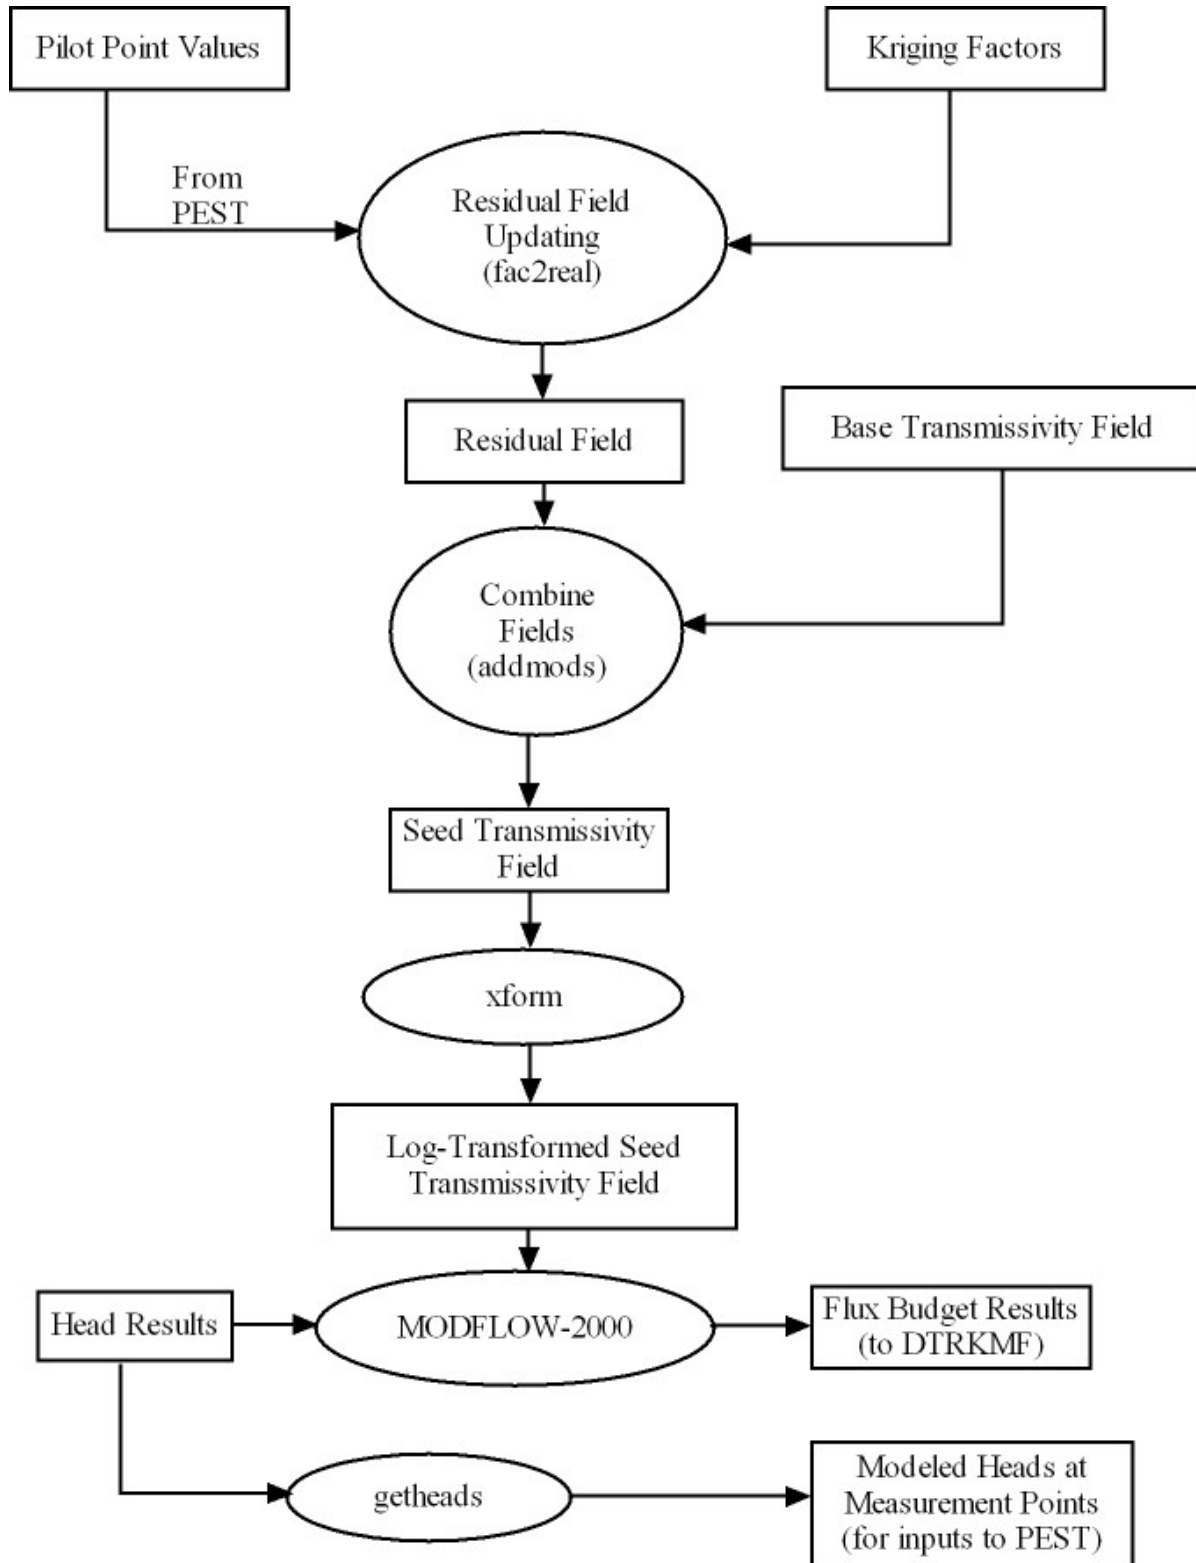 Pilot Point Values
Kriging Factors
From
PEST
Residual Field
Updating
(fac2real)
Residual Field
Base Transmissivity Field
Combine
Fields
(addmods)
Seed Transmissivity
Field
xform
Log-Transformed Seed
Transmissivity Field
Head Results
MODFLOW-2000
Flux Budget Results
(to DTRKMF)
getheads
Modeled Heads at
Measurement Points
(for inputs to PEST)